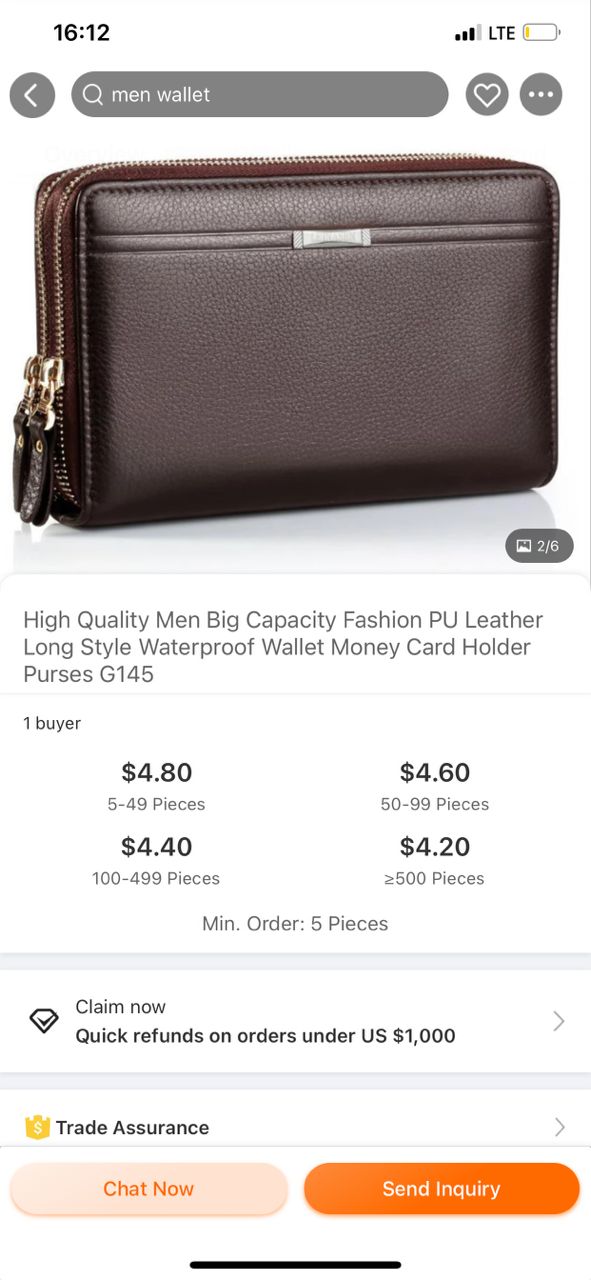 16:12
LTE
men wallet
2/6
High Quality Men Big Capacity Fashion PU Leather
Long Style Waterproof Wallet Money Card Holder
Purses G145
1 buyer
$4.80
$4.60
5-49 Pieces
50-99 Pieces
$4.40
$4.20
100-499 Pieces
≥500 Pieces
Min. Order: 5 Pieces
Claim now
Quick refunds on orders under US $1,000
Trade Assurance
Chat Now
Send Inquiry